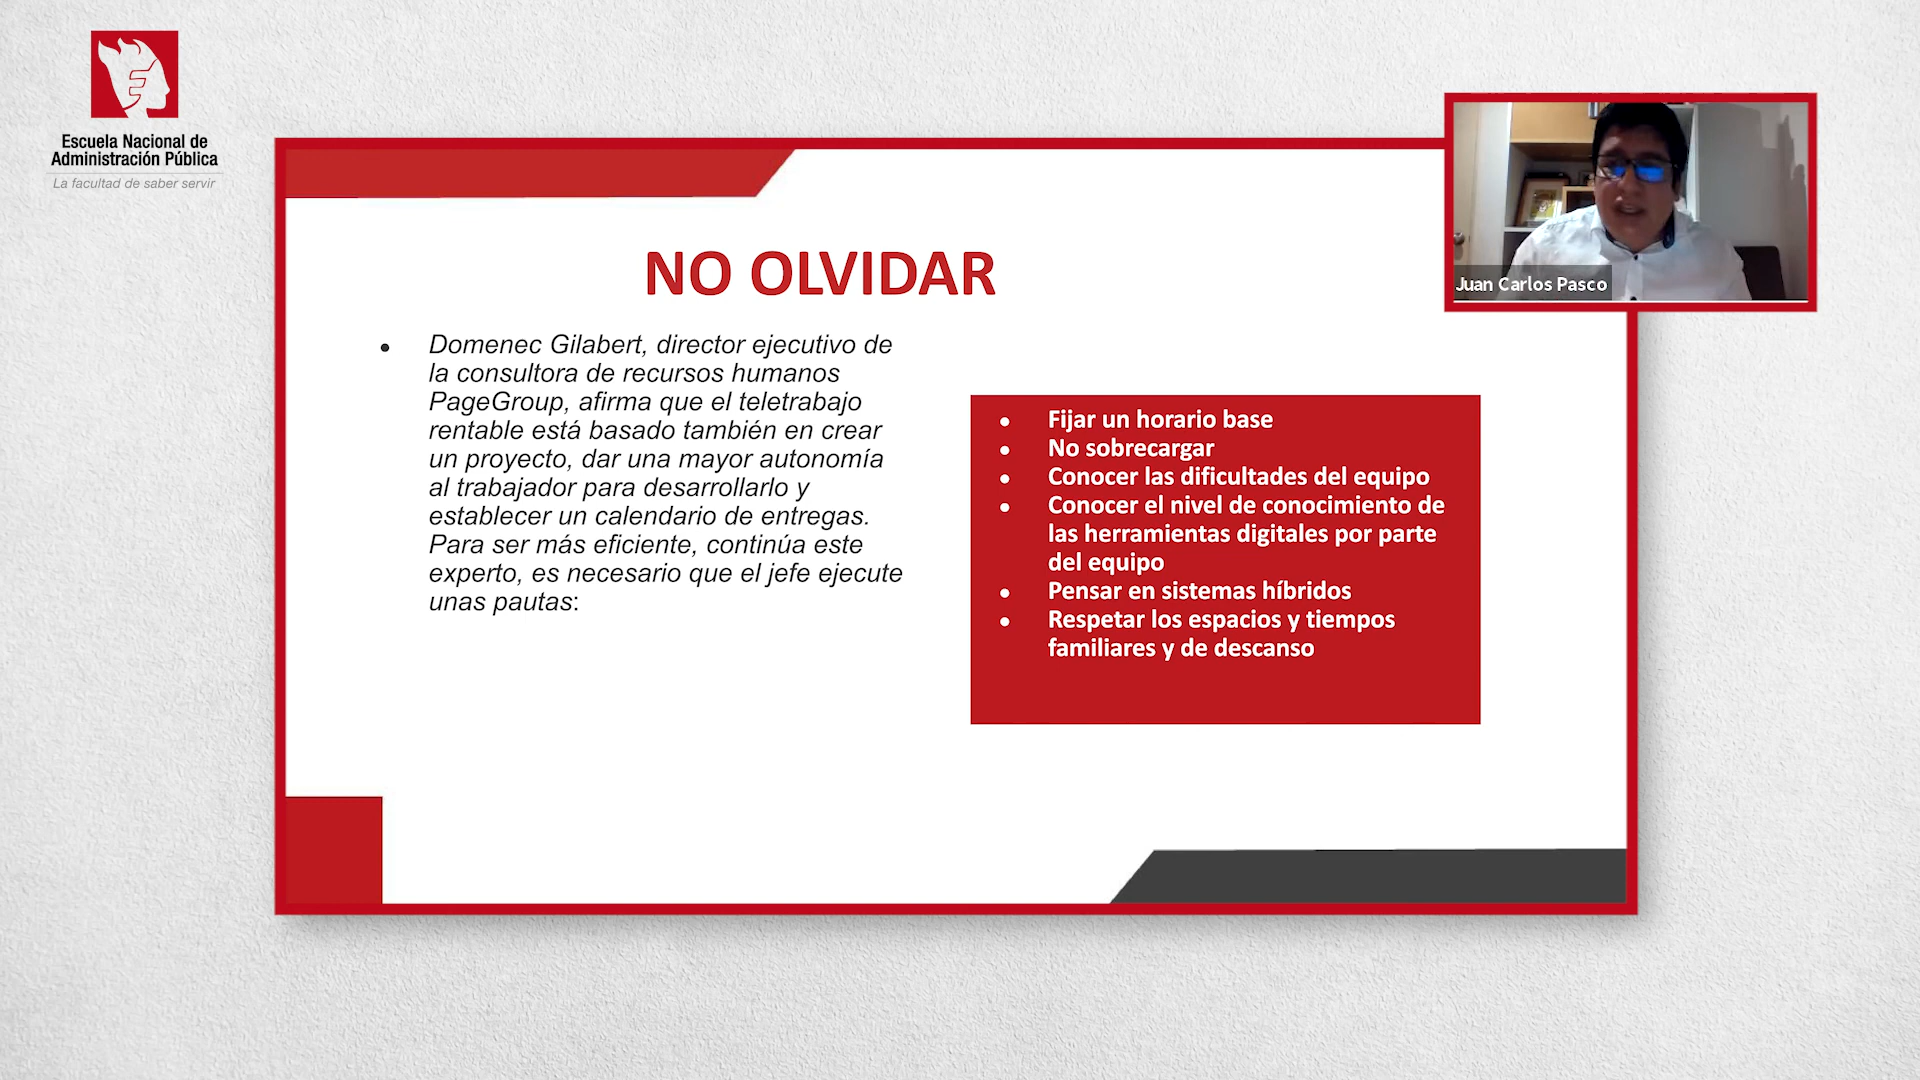 Escuela Nacional de
Administración Pública
La facultad de saber servir
NO OLVIDAR
• Domenec Gilabert, director ejecutivo de
la consultora de recursos humanos
PageGroup, afirma que el teletrabajo
rentable está basado también en crear
un proyecto, dar una mayor autonomía
al trabajador para desarrollarlo y
establecer un calendario de entregas.
Para ser más eficiente, continúa este
experto, es necesario que el jefe ejecute
unas pautas:
• Fijar un horario base
• No sobrecargar
• Conocer las dificultades del equipo
• Conocer el nivel de conocimiento de
las herramientas digitales por parte
del equipo
• Pensar en sistemas híbridos
• Respetar los espacios y tiempos
familiares y de descanso
Juan Carlos Pasco